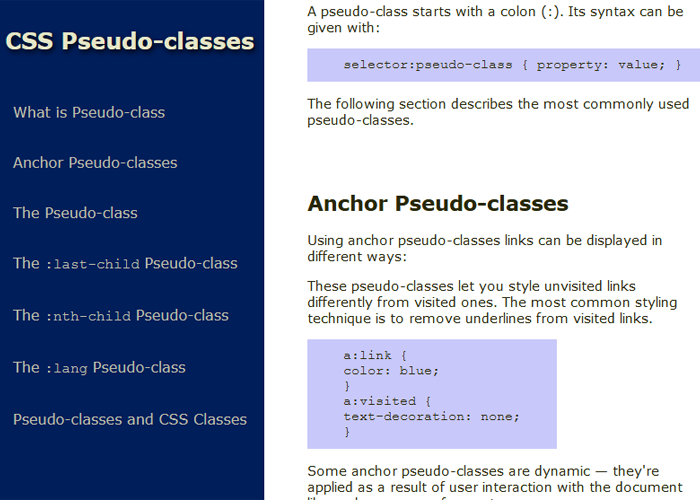 CSS Pseudo-classes
What is Pseudo-class
Anchor Pseudo-classes
The Pseudo-class
The :last-child Pseudo-class
The :nth-child Pseudo-class
The :lang Pseudo-class
Pseudo-classes and CSS Classes
A pseudo-class starts with a colon (:). Its syntax can be
given with:
selector:pseudo-class { property: value; }
The following section describes the most commonly used
pseudo-classes.
Anchor Pseudo-classes
Using anchor pseudo-classes links can be displayed in
different ways:
These pseudo-classes let you style unvisited links
differently from visited ones. The most common styling
technique is to remove underlines from visited links.
a:link {
color: blue;
}
a:visited {
text-decoration: none;
}
Some anchor pseudo-classes are dynamic — they're
applied as a result of user interaction with the document